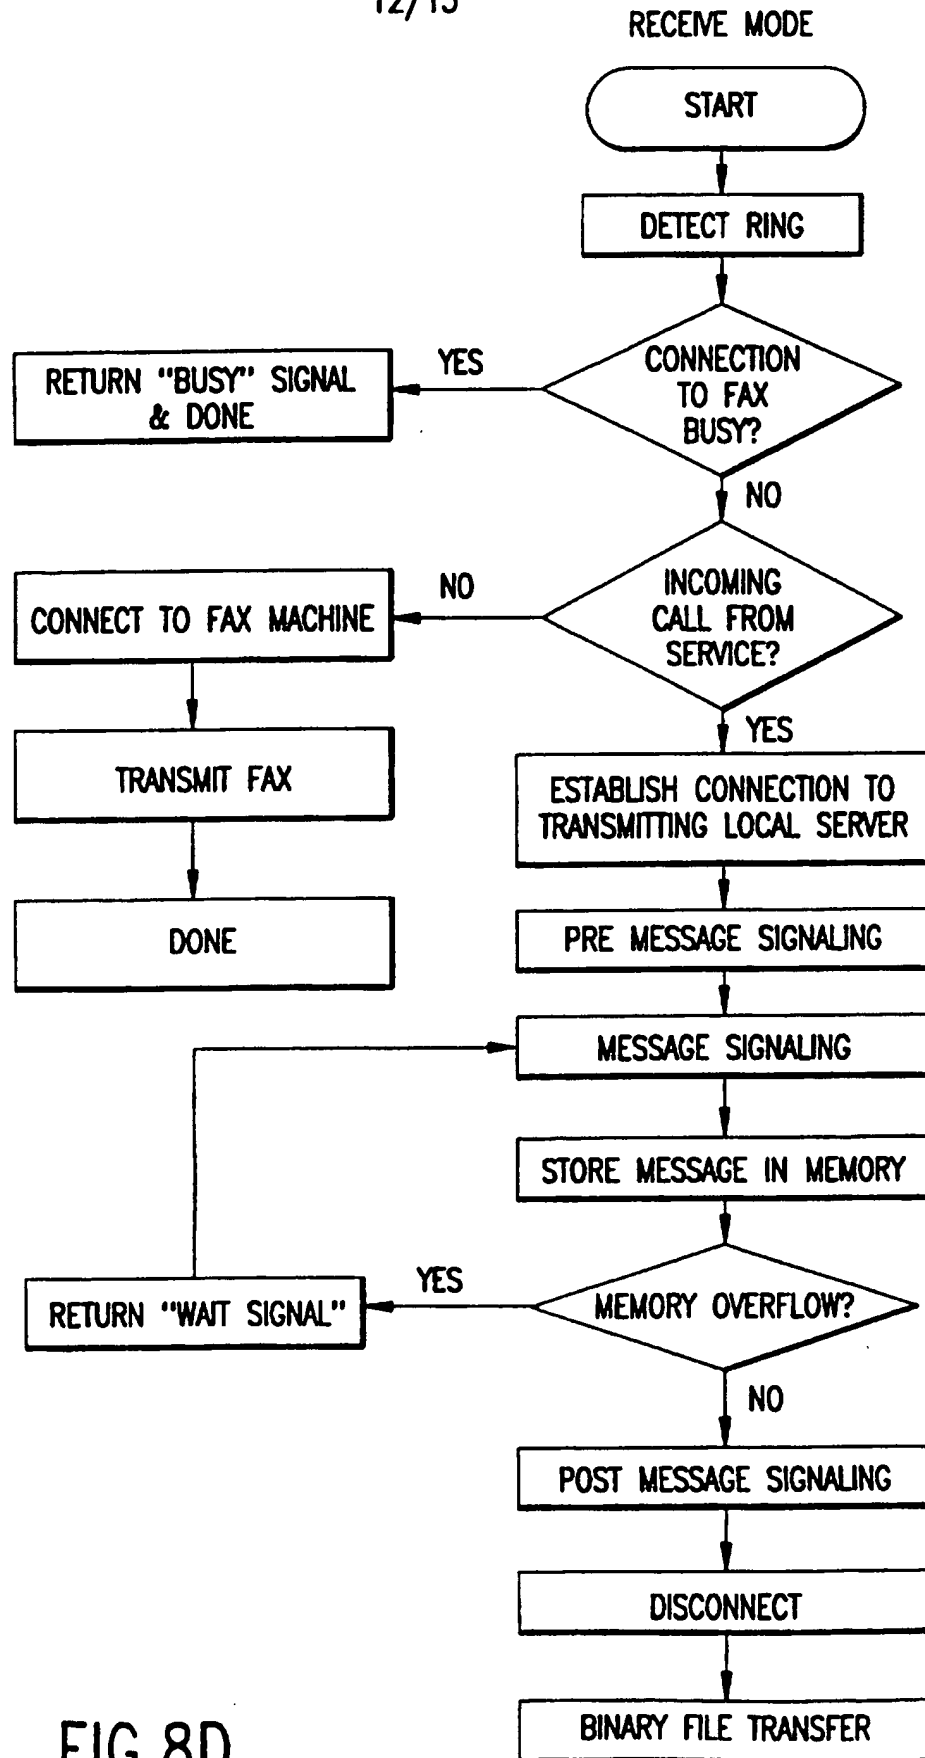 12/15
RECEIVE MODE
START
DETECT RING
CONNECTION
TO FAX
BUSY?
YES
RETURN "BUSY" SIGNAL
& DONE
NO
INCOMING
CALL FROM
SERVICE?
NO
CONNECT TO FAX MACHINE
TRANSMIT FAX
DONE
YES
ESTABLISH CONNECTION TO
TRANSMITTING LOCAL SERVER
PRE MESSAGE SIGNALING
MESSAGE SIGNALING
STORE MESSAGE IN MEMORY
MEMORY OVERFLOW?
YES
RETURN "WAIT SIGNAL"
NO
POST MESSAGE SIGNALING
DISCONNECT
BINARY FILE TRANSFER
FIG.8D